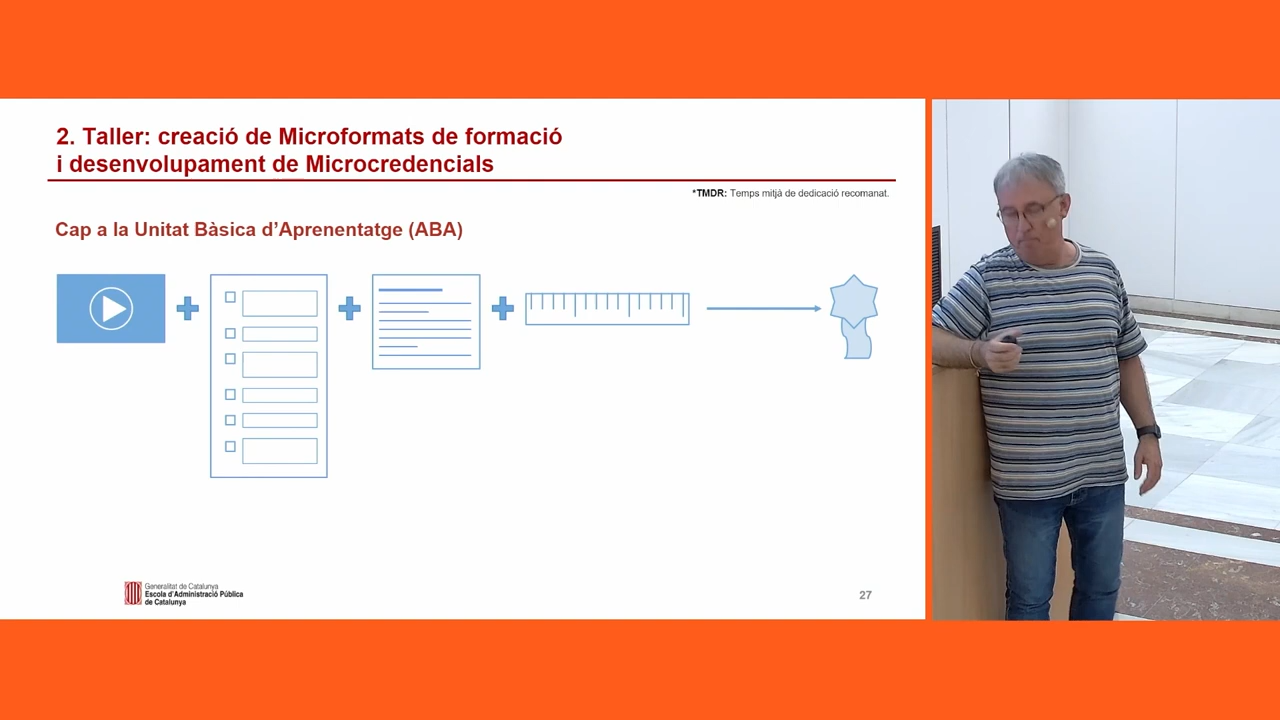 2. Taller: creació de Microformats de formació
i desenvolupament de Microcredencials
*TMDR: Temps mitjà de dedicació recomanat.
Cap a la Unitat Bàsica d’Aprenentatge (ABA)
Generalitat de Catalunya
Escola d’Administració Pública
de Catalunya
27